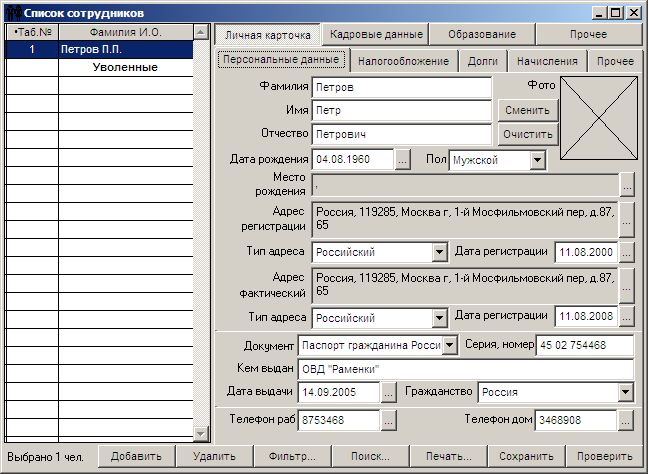 Список сотрудников
•Таб.№ Фамилия И.О.
1 Петров П.П.
Уволенные
Личная карточка Кадровые данные Образование Прочее
Персональные данные Налогообложение Долги Начисления Прочее
Фамилия Петров Фото
Имя Петр Сменить
Отчество Петрович Очистить
Дата рождения 04.08.1960 ... Пол Мужской
Место
рождения , ...
Адрес
регистрации
Россия, 119285, Москва г, 1-й Мосфильмовский пер, д.87,
65 ...
Тип адреса Российский Дата регистрации 11.08.2000 ...
Адрес
фактический
Россия, 119285, Москва г, 1-й Мосфильмовский пер, д.87,
65 ...
Тип адреса Российский Дата регистрации 11.08.2008 ...
Документ Паспорт гражданина Росси Серия, номер 45 02 754468
Кем выдан ОВД "Раменки"
Дата выдачи 14.09.2005 ... Гражданство Россия
Телефон раб 8753468 ... Телефон дом 3468908 ...
Выбрано 1 чел. Добавить Удалить Фильтр... Поиск... Печать... Сохранить Проверить